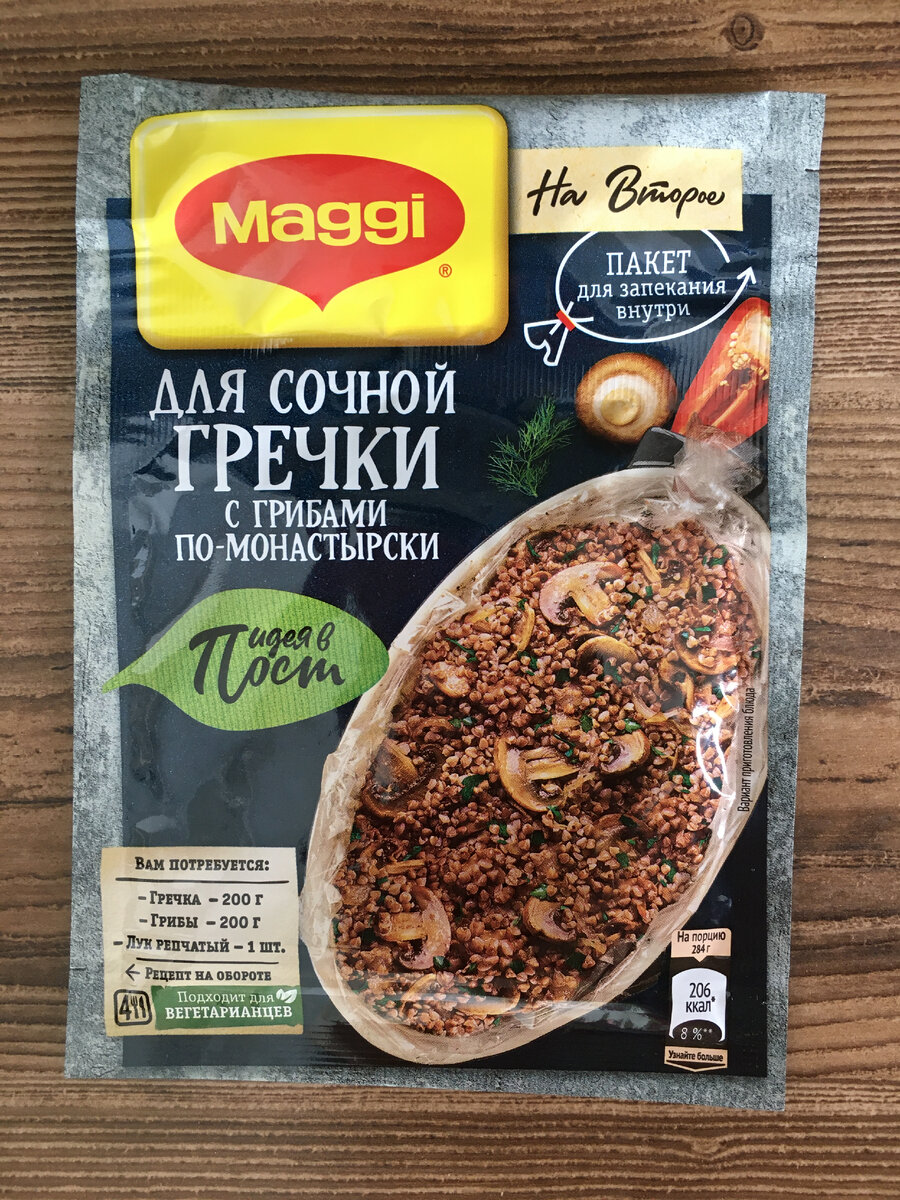 Maggi
®
На Второе
ПАКЕТ
для запекания
внутри
ДЛЯ СОЧНОЙ
ГРЕЧКИ
С ГРИБАМИ
ПО-МОНАСТЫРСКИ
идея в
Пост
Вариант приготовления блюда
ВАМ ПОТРЕБУЕТСЯ:
– ГРЕЧКА – 200 Г
– ГРИБЫ – 200 Г
– ЛУК РЕПЧАТЫЙ – 1 ШТ.
← РЕЦЕПТ НА ОБОРОТЕ
4
Подходит для
ВЕГЕТАРИАНЦЕВ
На порцию
284 г
206
ккал*
8 %**
Узнайте больше